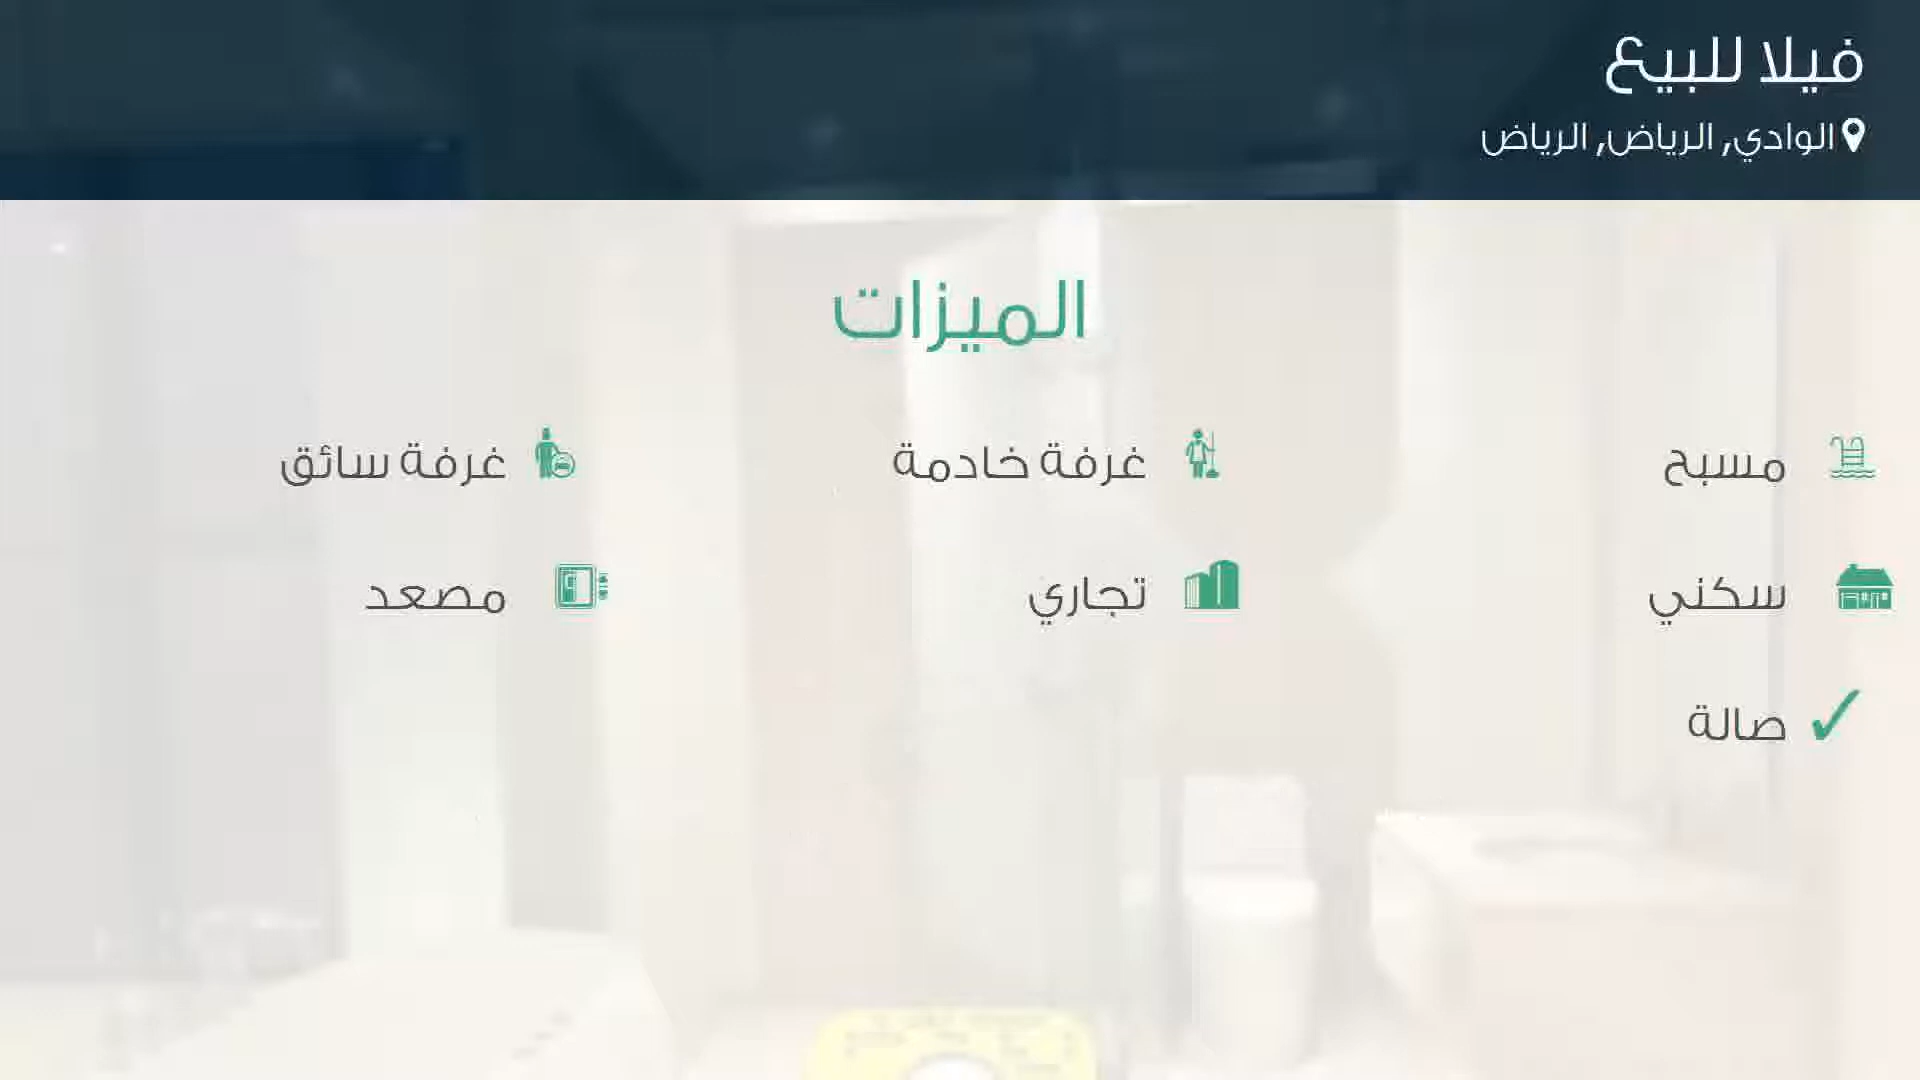 فيلا للبيع
الوادي, الرياض, الرياض
الميزات
مسبح
غرفة خادمة
غرفة سائق
سكني
تجاري
مصعد
صالة